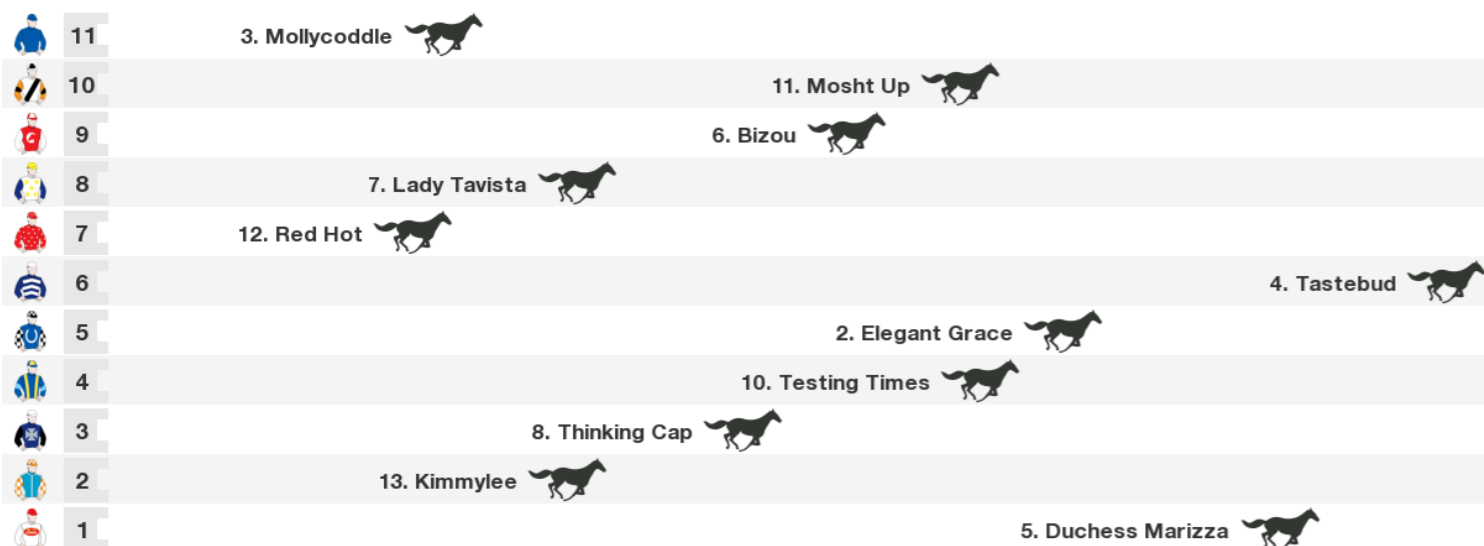 11 3. Mollycoddle
10 11. Mosht Up
9 6. Bizou
8 7. Lady Tavista
7 12. Red Hot
6 4. Tastebud
5 2. Elegant Grace
4 10. Testing Times
3 8. Thinking Cap
2 13. Kimmylee
1 5. Duchess Marizza